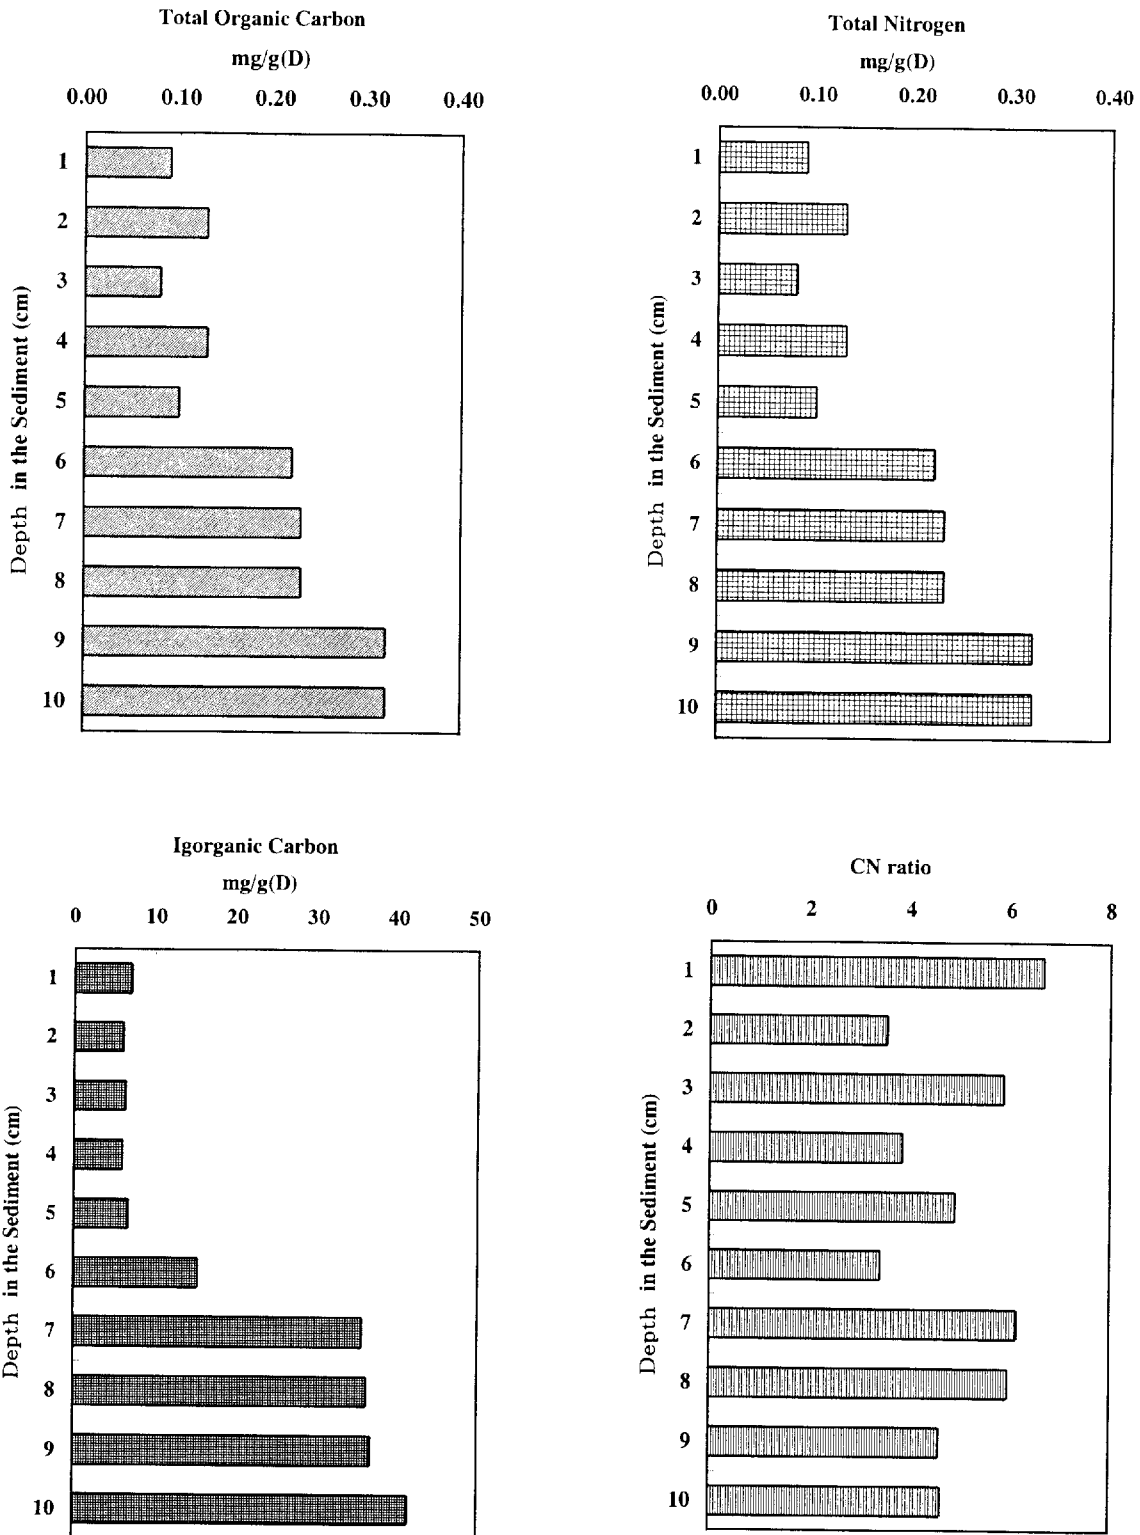 Total Organic Carbon
mg/g(D)
0.00 0.10 0.20 0.30 0.40
1
2
3
4
5
6
7
8
9
10
Depth in the Sediment (cm)
Total Nitrogen
mg/g(D)
0.00 0.10 0.20 0.30 0.40
1
2
3
4
5
6
7
8
9
10
Depth in the Sediment (cm)
Igorganic Carbon
mg/g(D)
0 10 20 30 40 50
1
2
3
4
5
6
7
8
9
10
Depth in the Sediment (cm)
CN ratio
0 2 4 6 8
1
2
3
4
5
6
7
8
9
10
Depth in the Sediment (cm)